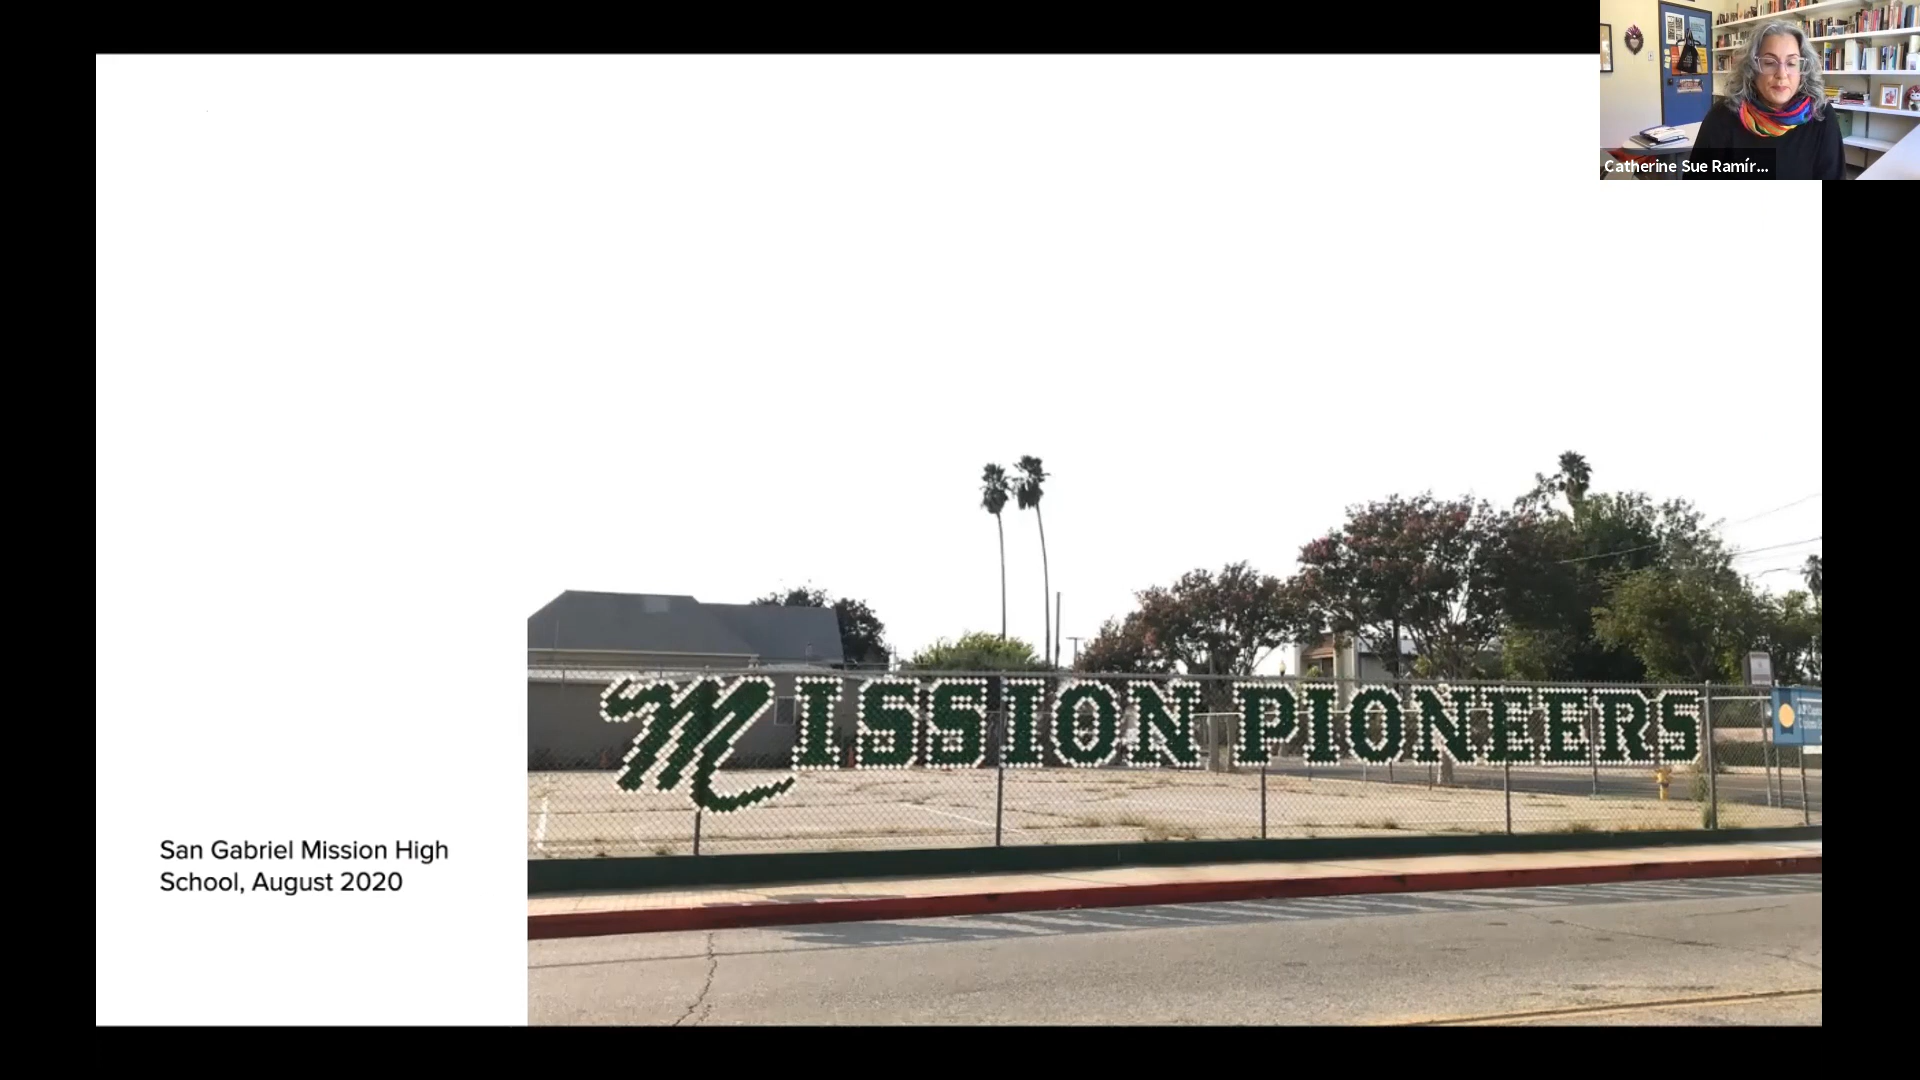 Catherine Sue Ramír...
MISSION PIONEERS
San Gabriel Mission High
School, August 2020